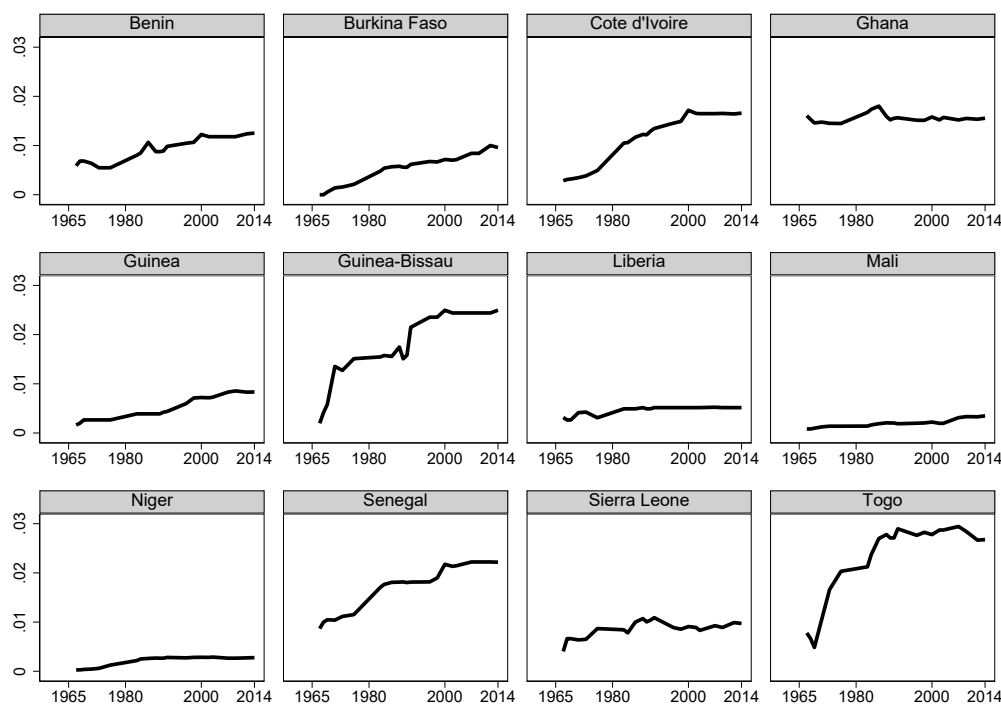 Benin Burkina Faso Cote d'Ivoire Ghana
.03
.02
.01
0
1965 1980 2000 2014 1965 1980 2000 2014 1965 1980 2000 2014 1965 1980 2000 2014
Guinea Guinea-Bissau Liberia Mali
.03
.02
.01
0
1965 1980 2000 2014 1965 1980 2000 2014 1965 1980 2000 2014 1965 1980 2000 2014
Niger Senegal Sierra Leone Togo
.03
.02
.01
0
1965 1980 2000 2014 1965 1980 2000 2014 1965 1980 2000 2014 1965 1980 2000 2014